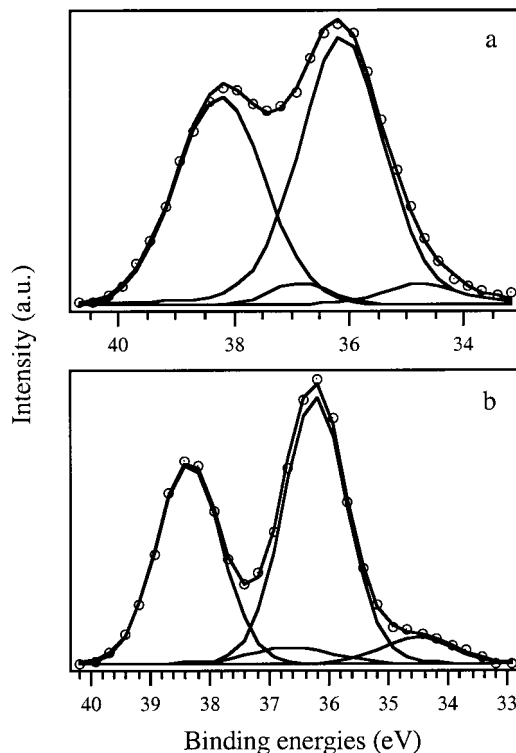 a
40 38 36 34
Intensity (a.u.)
b
40 39 38 37 36 35 34 33
Binding energies (eV)